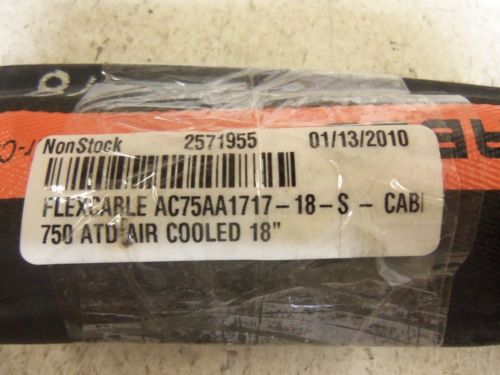 NonStock 2571955 01/13/2010
FLEXCABLE AC75AA1717-18-S - CABL
750 ATD AIR COOLED 18"